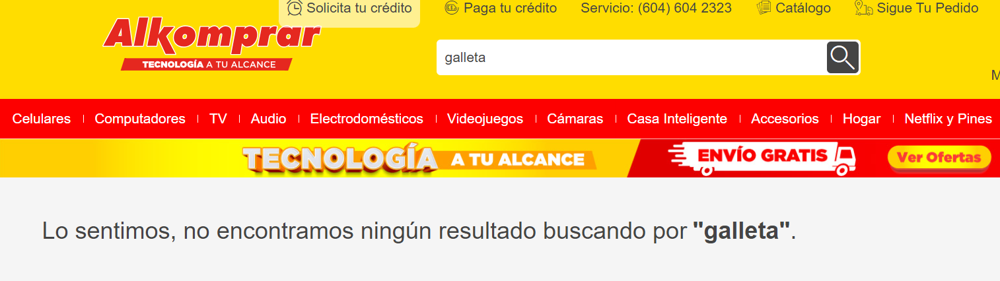 Solicita tu crédito
Paga tu crédito
Servicio: (604) 604 2323
Catálogo
Sigue Tu Pedido
Alkomprar
TECNOLOGÍA A TU ALCANCE
galleta
Celulares
Computadores
TV
Audio
Electrodomésticos
Videojuegos
Cámaras
Casa Inteligente
Accesorios
Hogar
Netflix y Pines
TECNOLOGÍA A TU ALCANCE
ENVÍO GRATIS
Ver Ofertas
Lo sentimos, no encontramos ningún resultado buscando por "galleta".